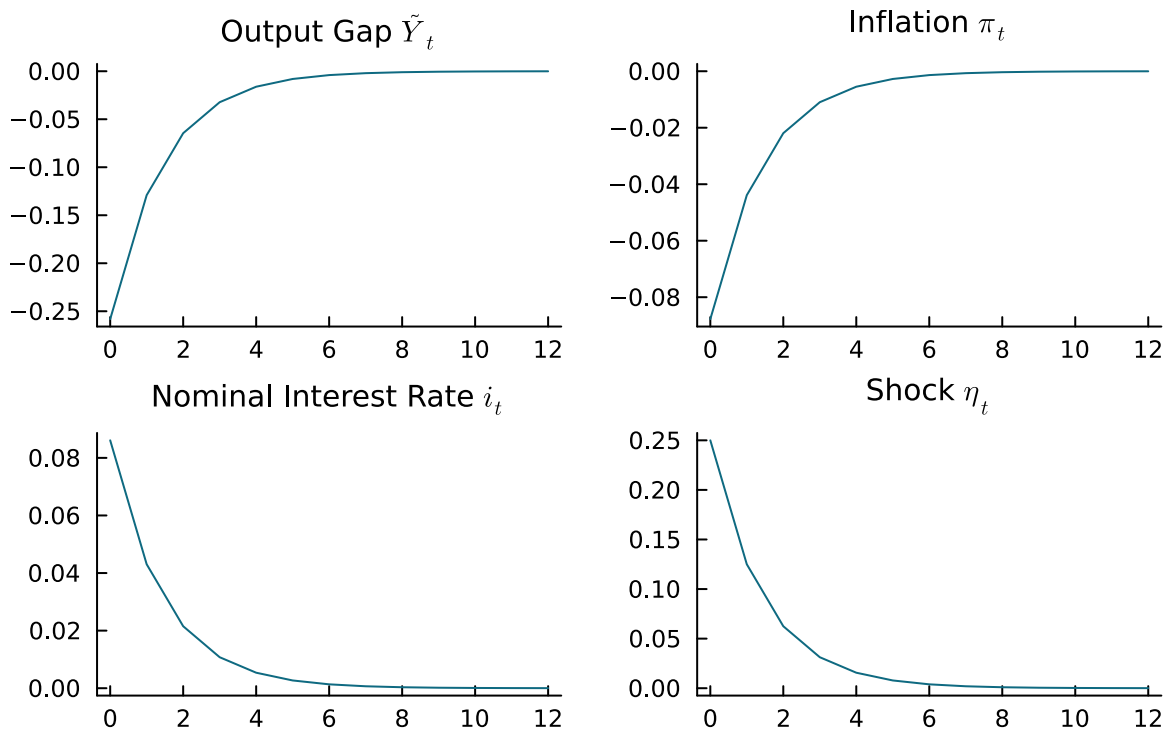 Output Gap Ỹ_t
0.00
−0.05
−0.10
−0.15
−0.20
−0.25
0 2 4 6 8 10 12
Inflation π_t
0.00
−0.02
−0.04
−0.06
−0.08
0 2 4 6 8 10 12
Nominal Interest Rate i_t
0.08
0.06
0.04
0.02
0.00
0 2 4 6 8 10 12
Shock η_t
0.25
0.20
0.15
0.10
0.05
0.00
0 2 4 6 8 10 12